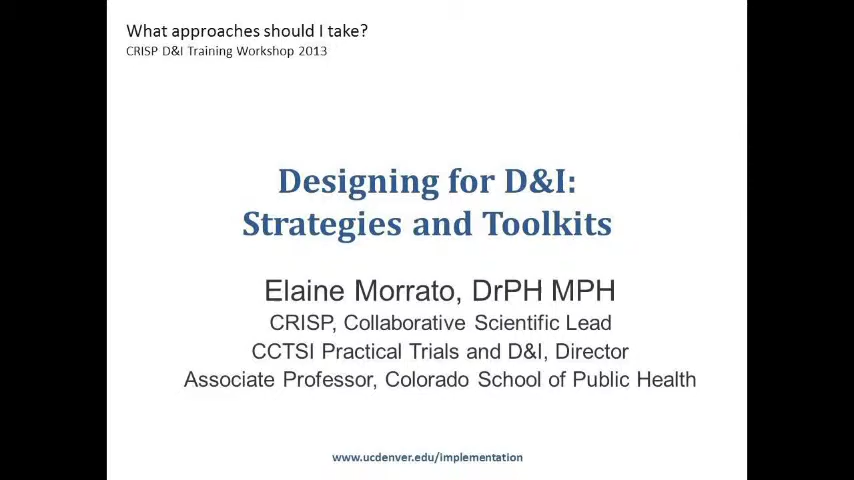 What approaches should I take?
CRISP D&I Training Workshop 2013
Designing for D&I:
Strategies and Toolkits
Elaine Morrato, DrPH MPH
CRISP, Collaborative Scientific Lead
CCTSI Practical Trials and D&I, Director
Associate Professor, Colorado School of Public Health
www.ucdenver.edu/implementation